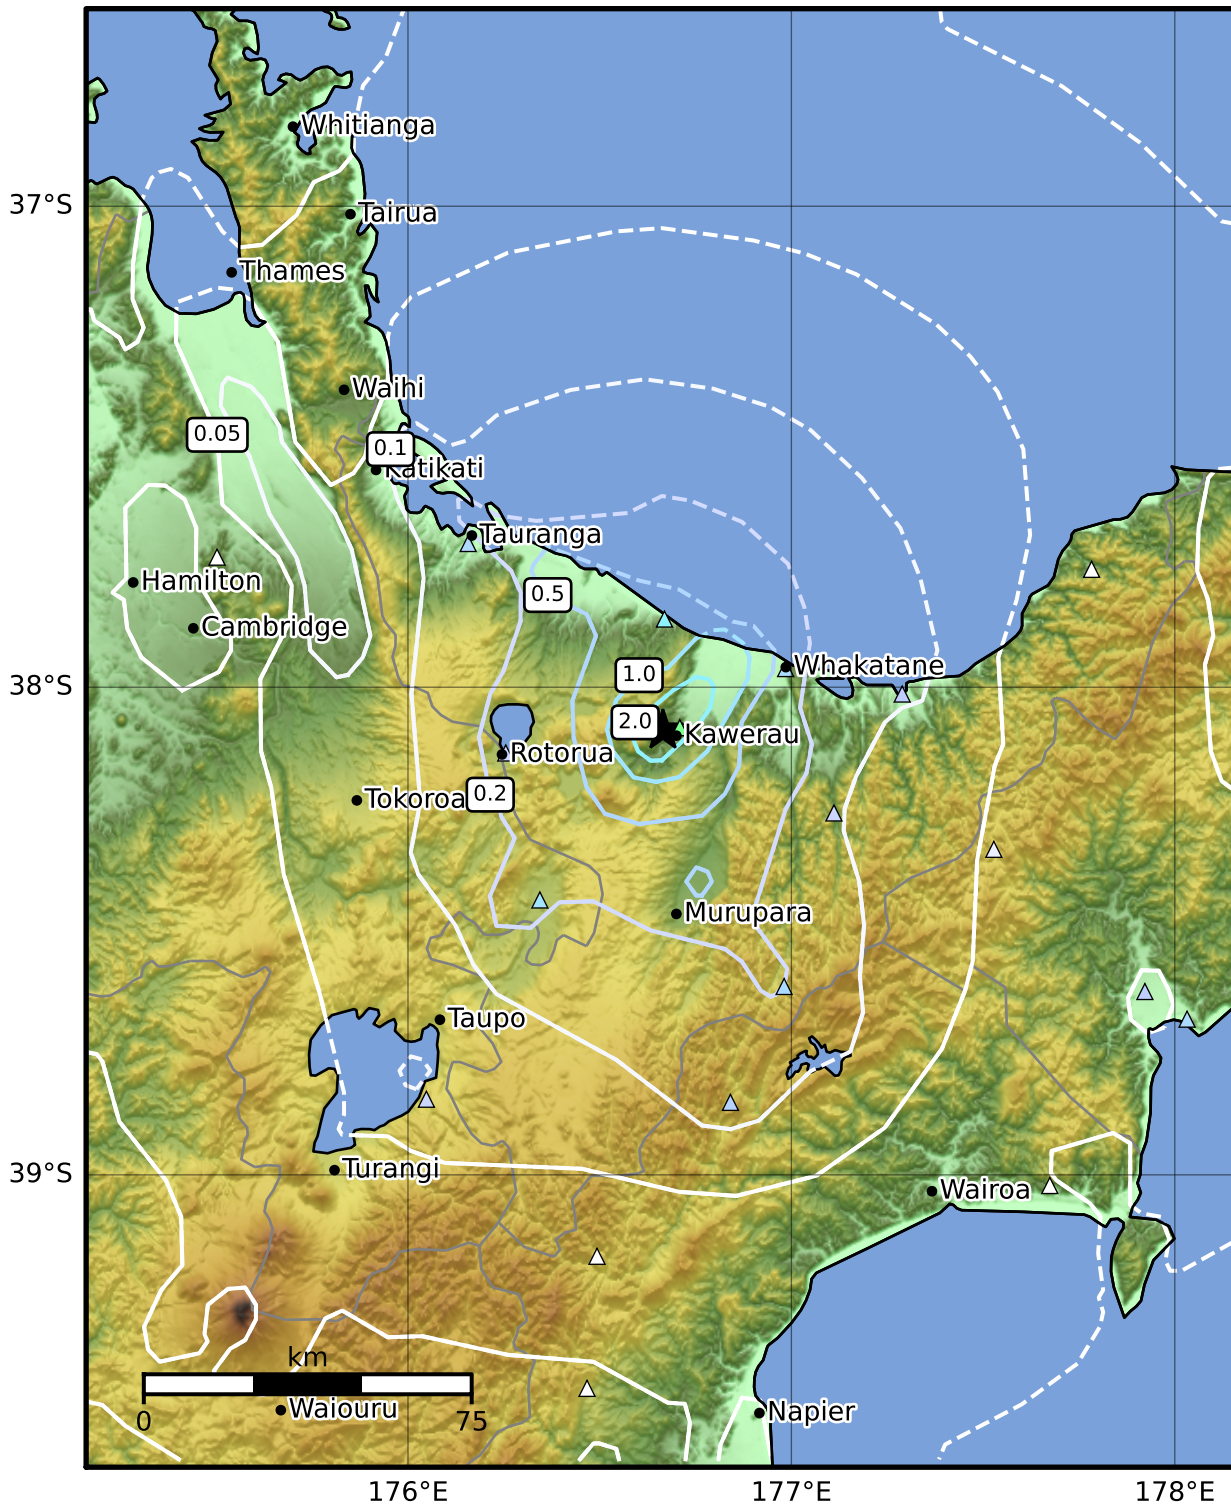 Whitianga
37°S
Tairua
Thames
Waihi
0.05
0.1
Katikati
Tauranga
Hamilton
0.5
Cambridge
1.0
Whakatane
38°S
2.0
Kawerau
Rotorua
Tokoroa
0.2
Murupara
Taupo
39°S
Turangi
Wairoa
km
0
75
Waiouru
Napier
176°E
177°E
178°E